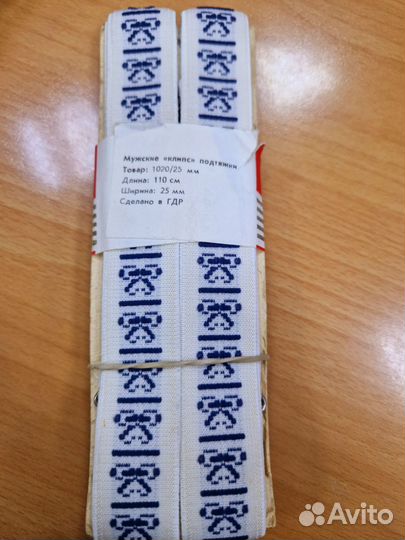 Мужские «клипс» подтяжки
Товар: 1020/25 мм
Длина: 110 см
Ширина: 25 мм
Сделано в ГДР
Avito